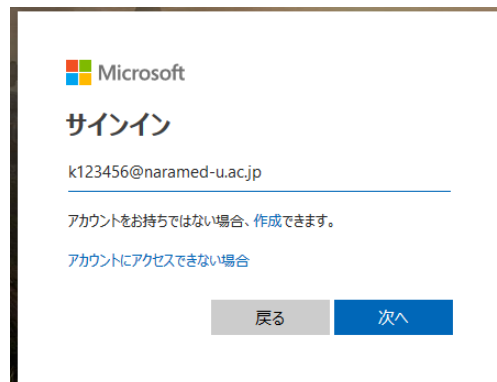 Microsoft
サインイン
k123456@naramed-u.ac.jp
アカウントをお持ちではない場合、作成できます。
アカウントにアクセスできない場合
戻る
次へ